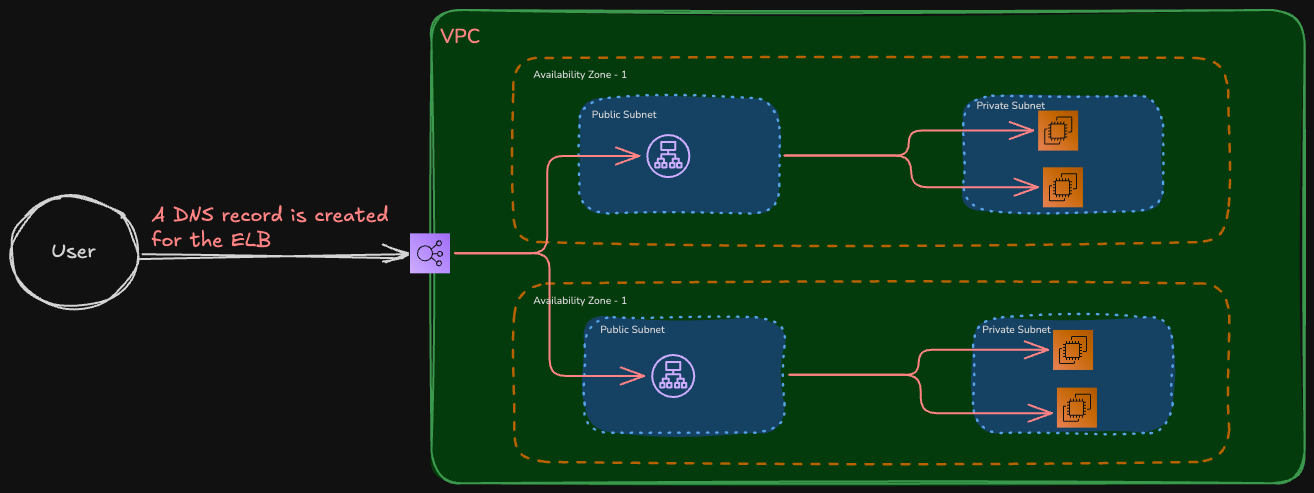 VPC
Availability Zone - 1
Public Subnet
Private Subnet
User
A DNS record is created
for the ELB
Availability Zone - 1
Public Subnet
Private Subnet